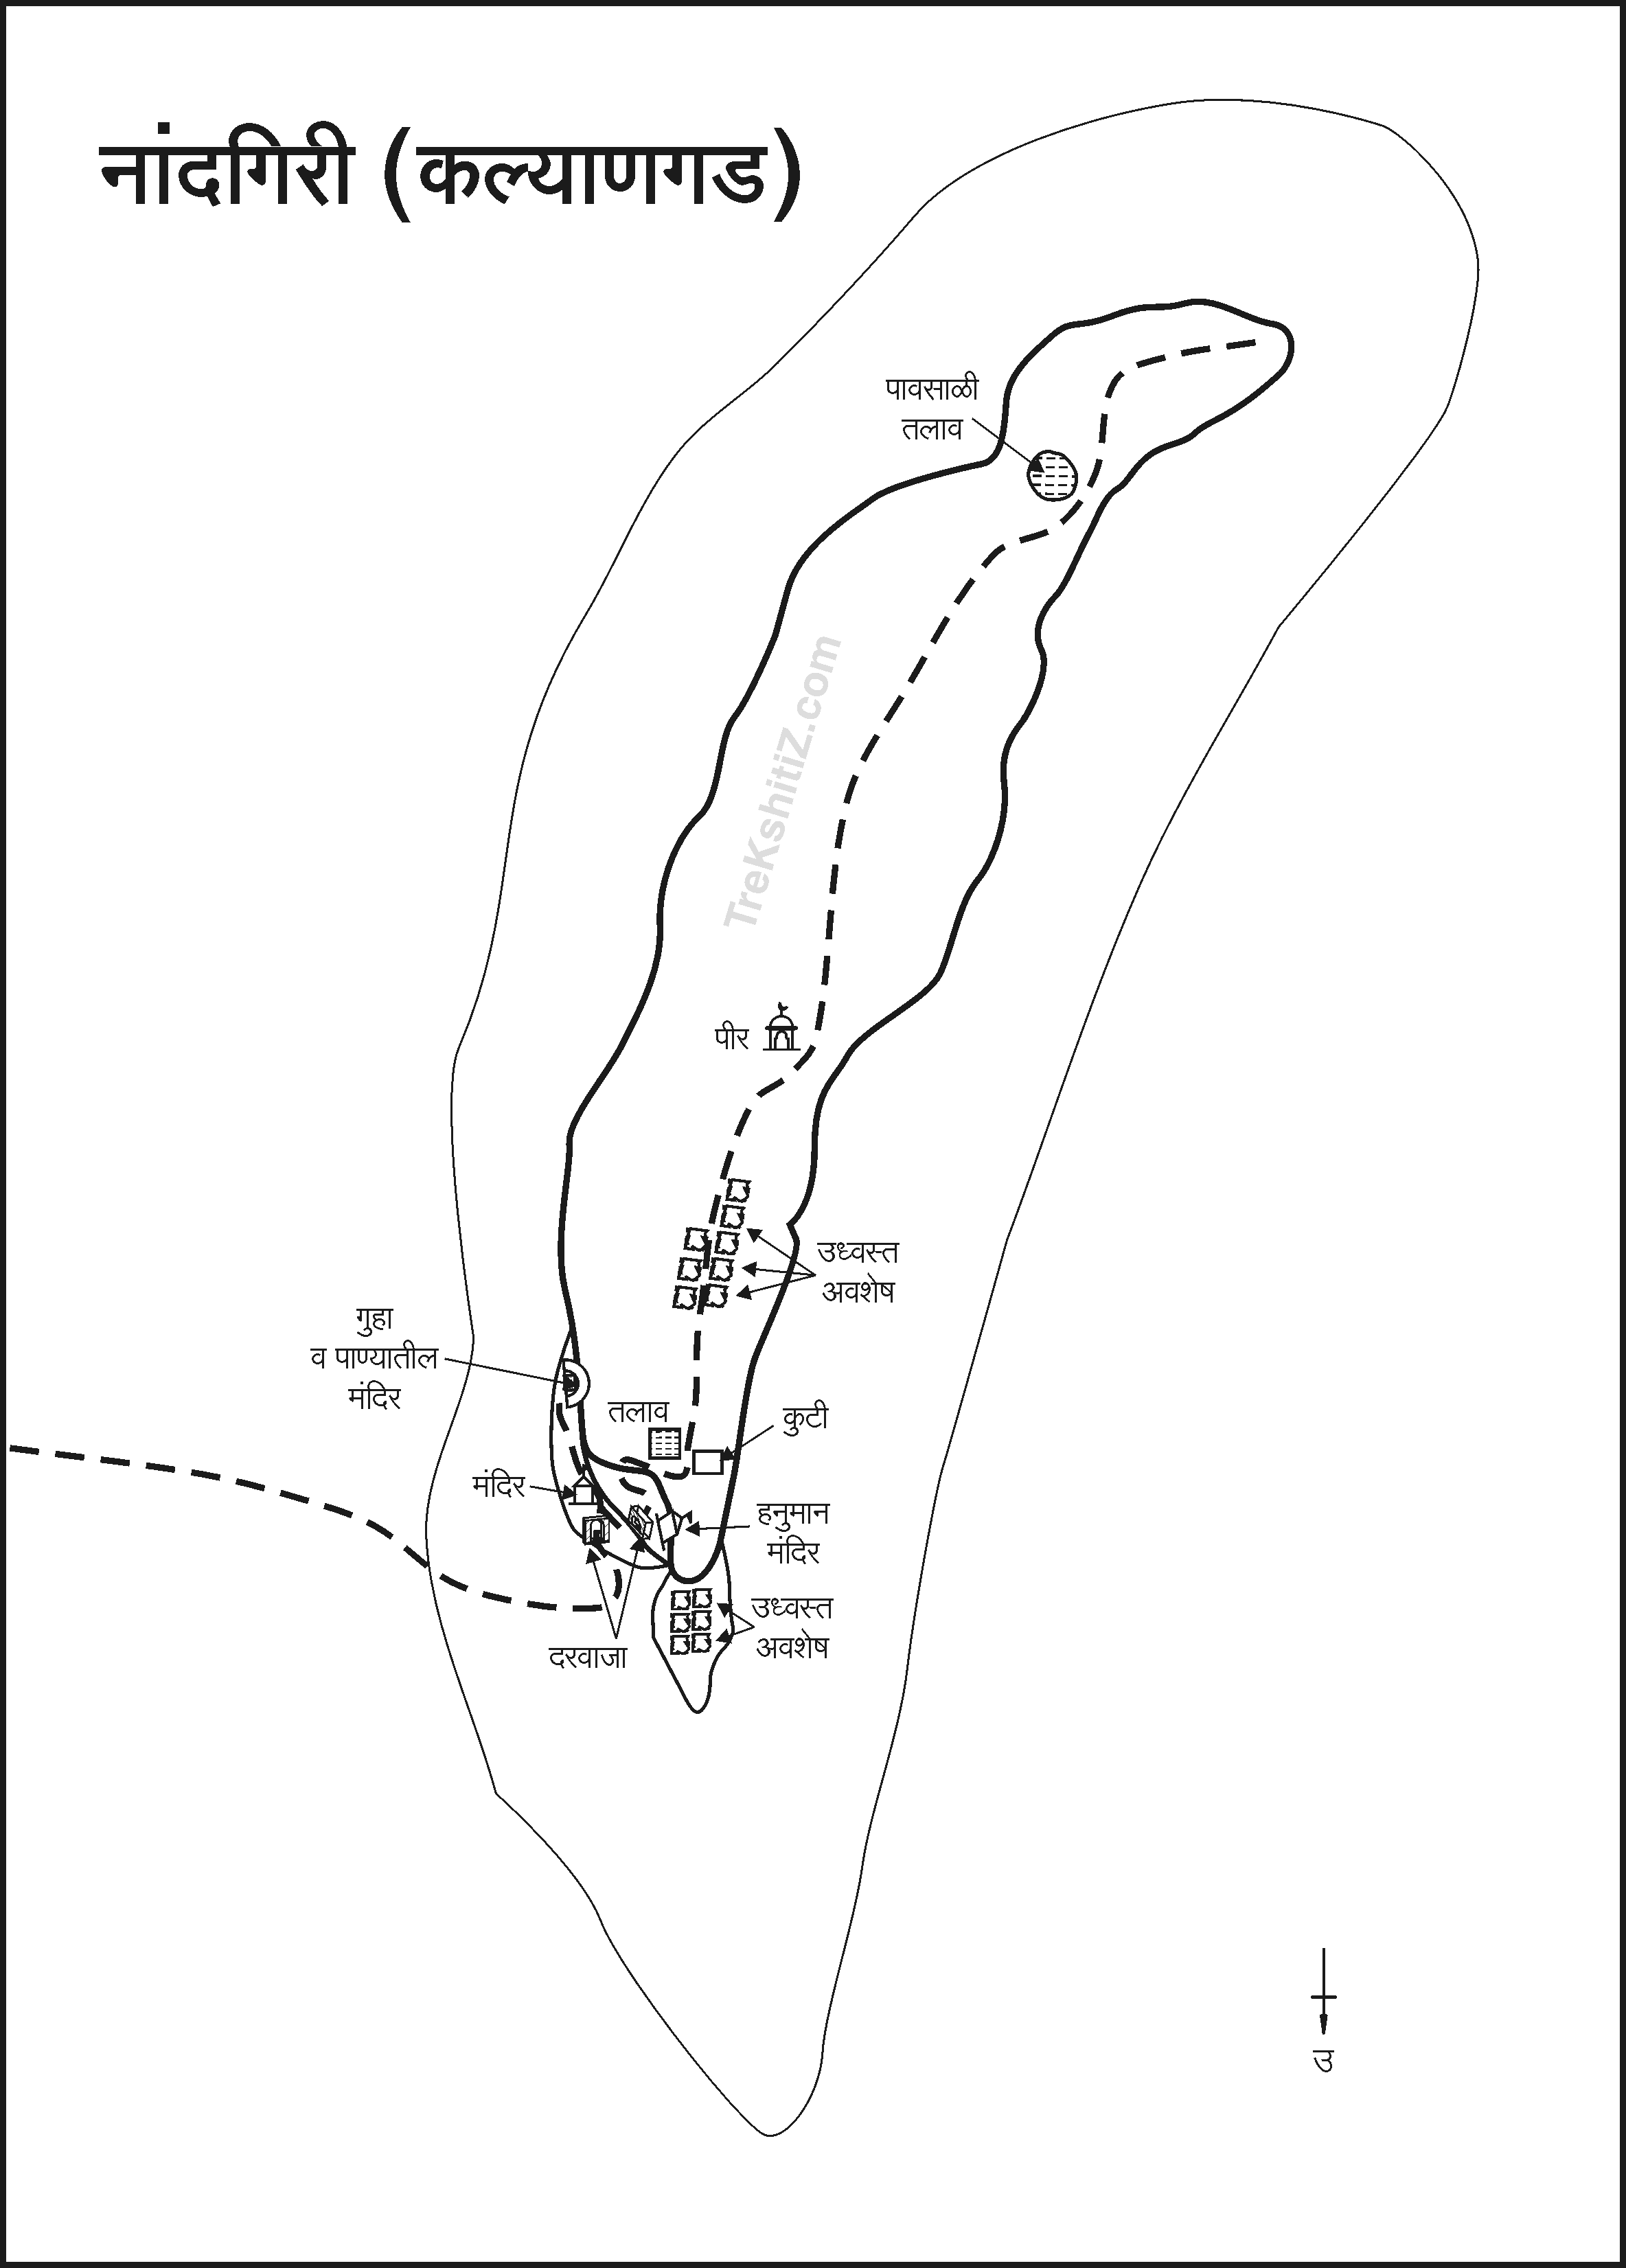 नांदगिरी (कल्याणगड)
पावसाळी
तलाव
TreKshitiZ.com
पीर
उध्वस्त
अवशेष
गुहा
व पाण्यातील
मंदिर
तलाव
कुटी
मंदिर
हनुमान
मंदिर
उध्वस्त
अवशेष
दरवाजा
उ